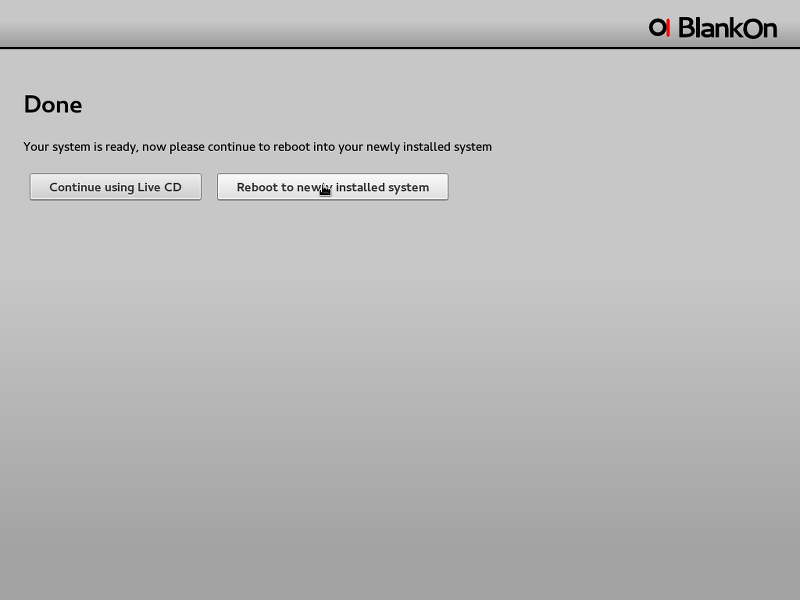 BlankOn
Done
Your system is ready, now please continue to reboot into your newly installed system
Continue using Live CD
Reboot to newly installed system